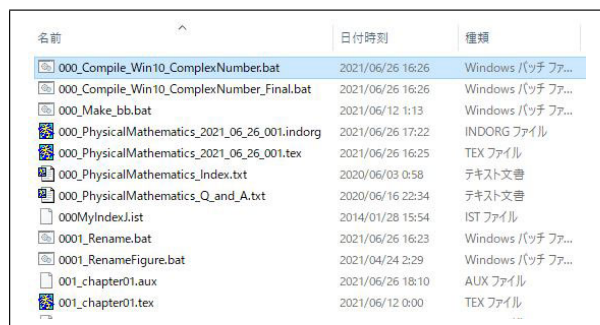 名前 日付時刻 種類
000_Compile_Win10_ComplexNumber.bat 2021/06/26 16:26 Windows バッチ ファ...
000_Compile_Win10_ComplexNumber_Final.bat 2021/06/26 16:26 Windows バッチ ファ...
000_Make_bb.bat 2021/06/12 1:13 Windows バッチ ファ...
000_PhysicalMathematics_2021_06_26_001.indorg 2021/06/26 17:22 INDORG ファイル
000_PhysicalMathematics_2021_06_26_001.tex 2021/06/26 16:25 TEX ファイル
000_PhysicalMathematics_Index.txt 2020/06/03 0:58 テキスト文書
000_PhysicalMathematics_Q_and_A.txt 2020/06/16 22:34 テキスト文書
000MyIndexJ.ist 2014/01/28 15:54 IST ファイル
0001_Rename.bat 2021/06/26 16:23 Windows バッチ ファ...
0001_RenameFigure.bat 2021/04/24 2:29 Windows バッチ ファ...
001_chapter01.aux 2021/06/26 18:10 AUX ファイル
001_chapter01.tex 2021/06/12 0:00 TEX ファイル